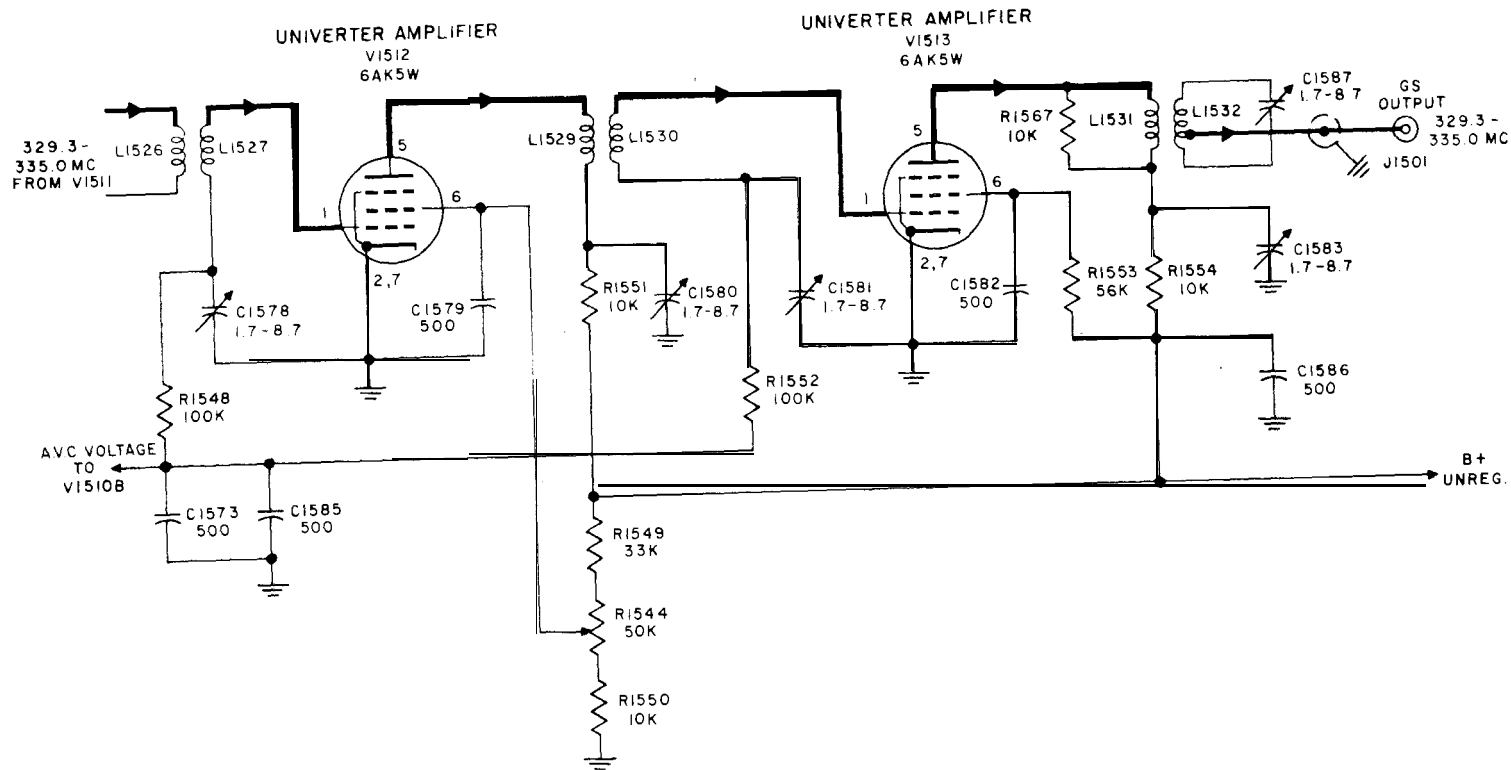 UNIVERTER AMPLIFIER
V1512
6AK5W
UNIVERTER AMPLIFIER
V1513
6AK5W
329.3-
335.0 MC
FROM V1511
L1526
L1527
5
1
6
2,7
C1578
1.7-8.7
C1579
500
R1548
100K
A.V.C VOLTAGE
TO
V1510B
C1573
500
C1585
500
L1529
L1530
R1551
10K
C1580
1.7-8.7
C1581
1.7-8.7
R1552
100K
R1549
33K
R1544
50K
R1550
10K
5
1
6
2,7
C1582
500
R1553
56K
R1554
10K
R1567
10K
L1531
L1532
C1587
1.7-8.7
GS
OUTPUT
329.3-
335.0 MC
J1501
C1583
1.7-8.7
C1586
500
B+
UNREG.